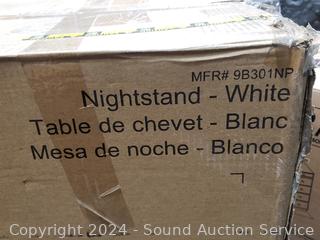 MFR# 9B301NP
Nightstand - White
Table de chevet - Blanc
Mesa de noche - Blanco
Copyright © 2024 - Sound Auction Service